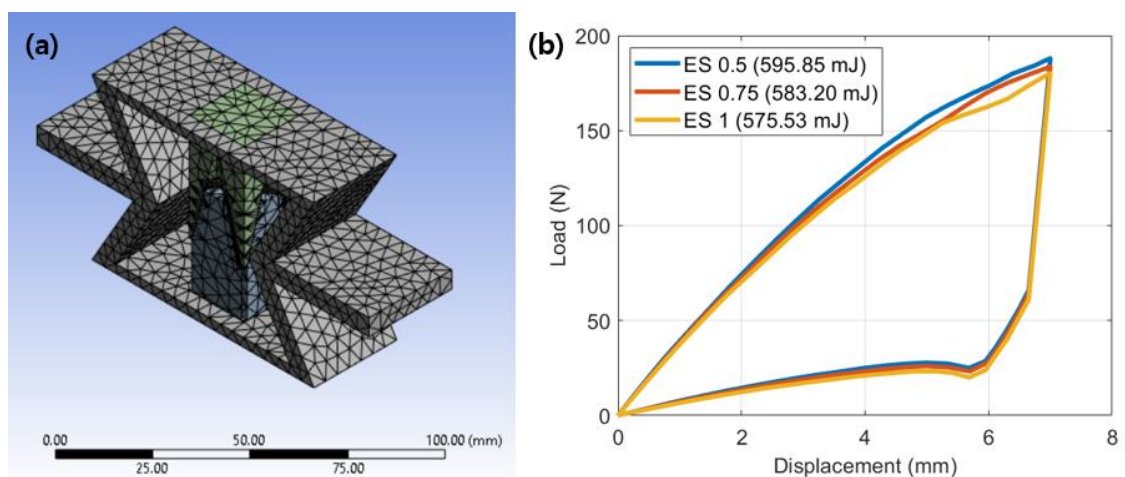 (a)
0.00
50.00
100.00 (mm)
25.00
75.00
(b)
200
150
100
50
0
Load (N)
ES 0.5 (595.85 mJ)
ES 0.75 (583.20 mJ)
ES 1 (575.53 mJ)
0
2
4
6
8
Displacement (mm)